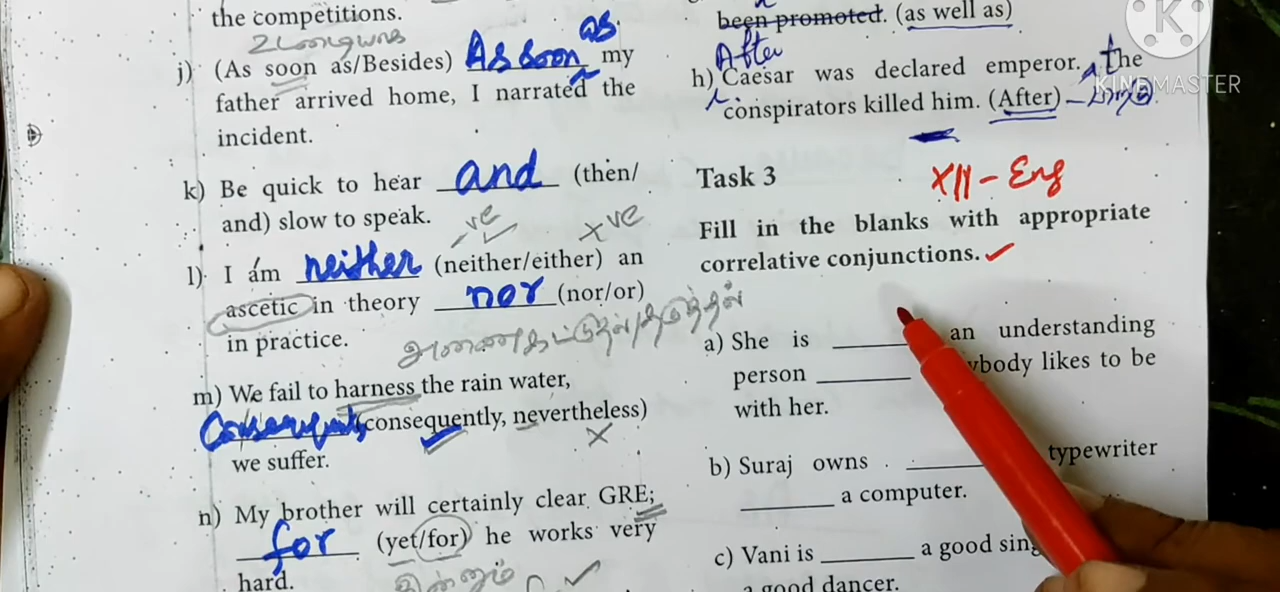 the competitions.
2
j) (As soon as/Besides) As soon as my
father arrived home, I narrated the
incident.
k) Be quick to hear and (then/
and) slow to speak.
ve ve
l) I am neither (neither/either) an
ascetic in theory nor (nor/or)
in practice.
m) We fail to harness the rain water,
(consequently, nevertheless)
we suffer.
n) My brother will certainly clear GRE;
for (yet/for) he works very
hard.
been promoted. (as well as)
After
h) Caesar was declared emperor. the
conspirators killed him. (After) –
K
KINEMASTER
Task 3
XII - Eng
Fill in the blanks with appropriate
correlative conjunctions.
a) She is ______ an understanding
person ______ybody likes to be
with her.
b) Suraj owns ______ typewriter
______ a computer.
c) Vani is ______ a good sing
a good dancer.